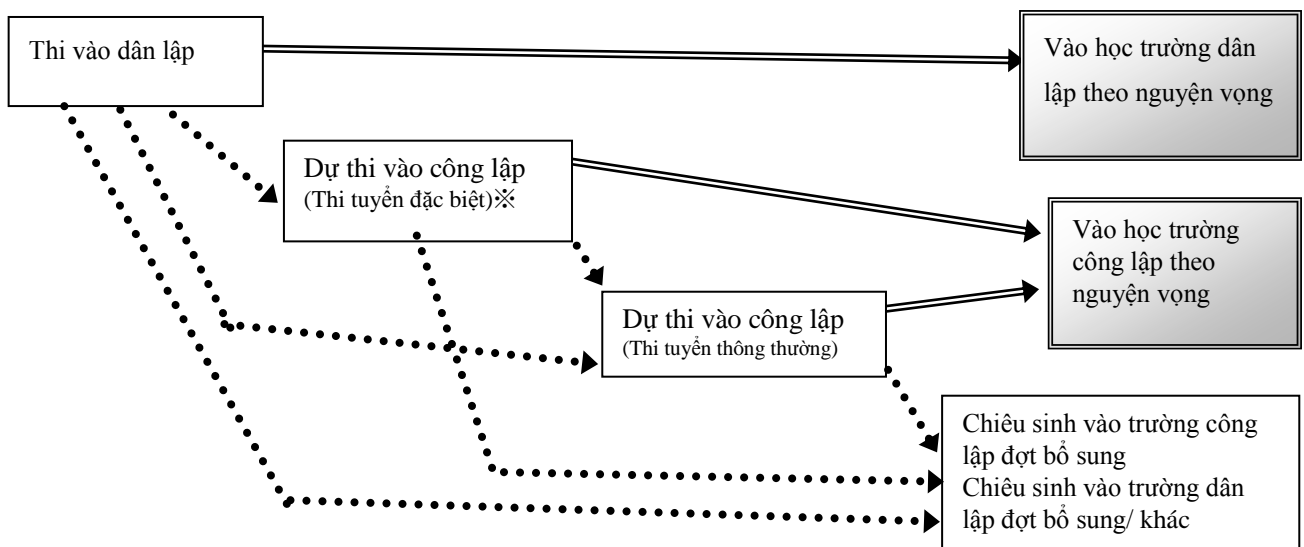 Thi vào dân lập
Vào học trường dân
lập theo nguyện vọng
Dự thi vào công lập
(Thi tuyển đặc biệt)※
Vào học trường
công lập theo
nguyện vọng
Dự thi vào công lập
(Thi tuyển thông thường)
Chiêu sinh vào trường công
lập đợt bổ sung
Chiêu sinh vào trường dân
lập đợt bổ sung/ khác